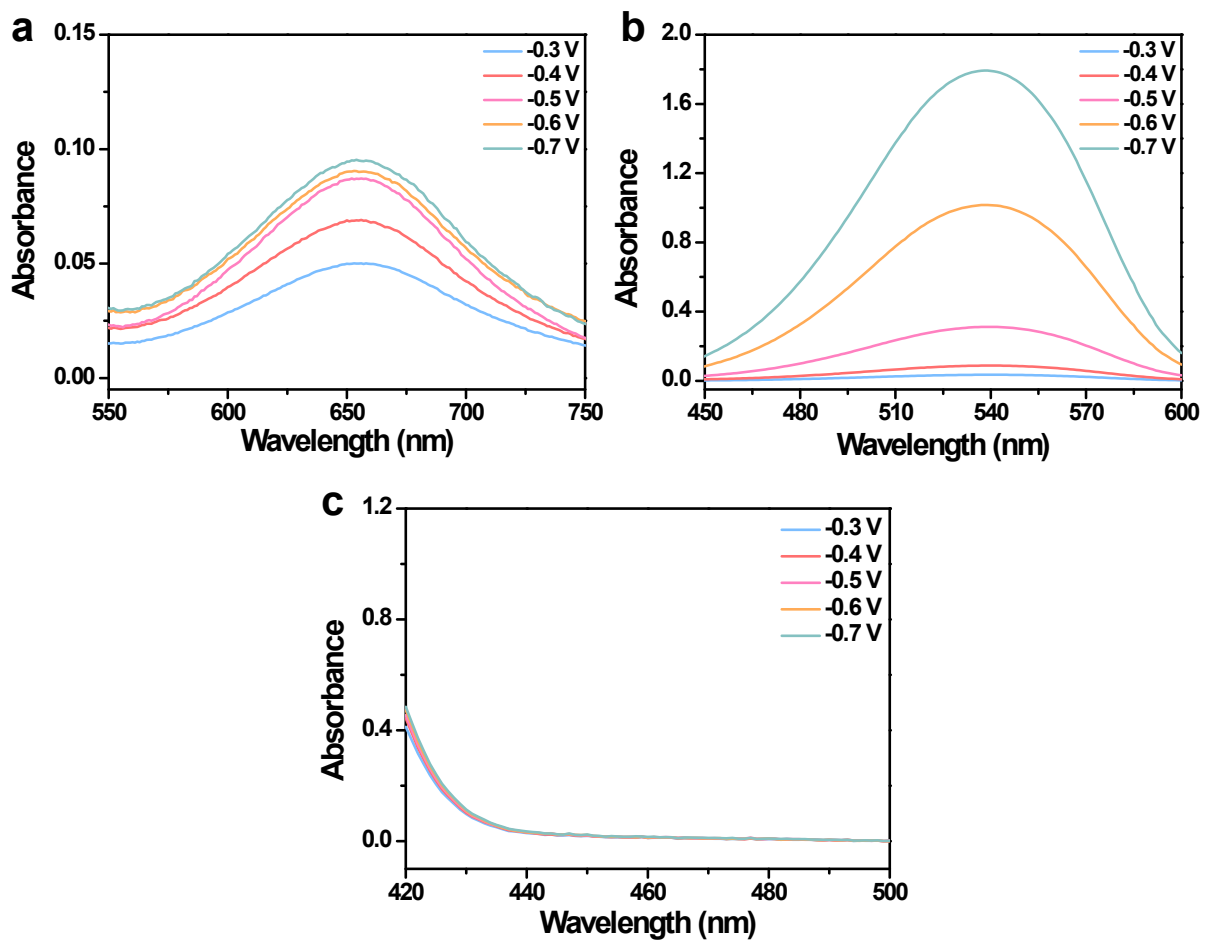 a
0.15
0.10
0.05
0.00
Absorbance
550 600 650 700 750
Wavelength (nm)
-0.3 V
-0.4 V
-0.5 V
-0.6 V
-0.7 V
b
2.0
1.6
1.2
0.8
0.4
0.0
Absorbance
450 480 510 540 570 600
Wavelength (nm)
-0.3 V
-0.4 V
-0.5 V
-0.6 V
-0.7 V
c
1.2
0.8
0.4
0.0
Absorbance
420 440 460 480 500
Wavelength (nm)
-0.3 V
-0.4 V
-0.5 V
-0.6 V
-0.7 V